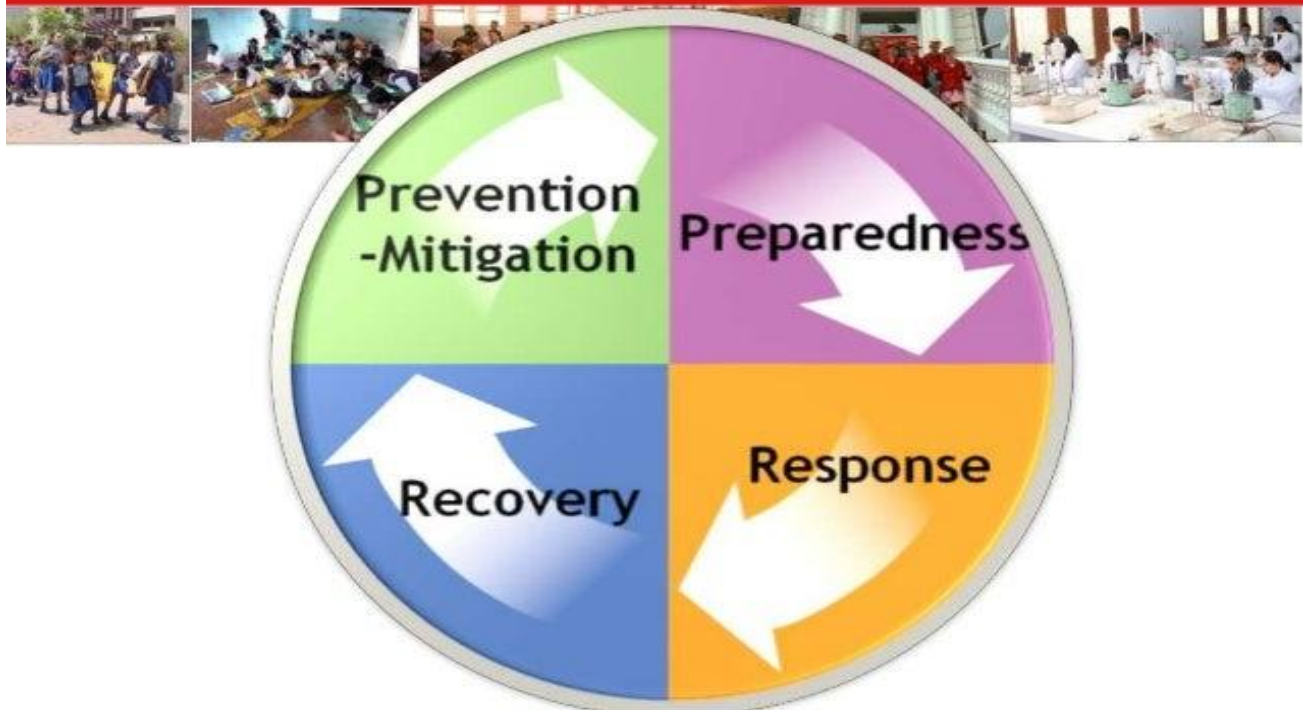 Prevention
-Mitigation
Preparedness
Response
Recovery